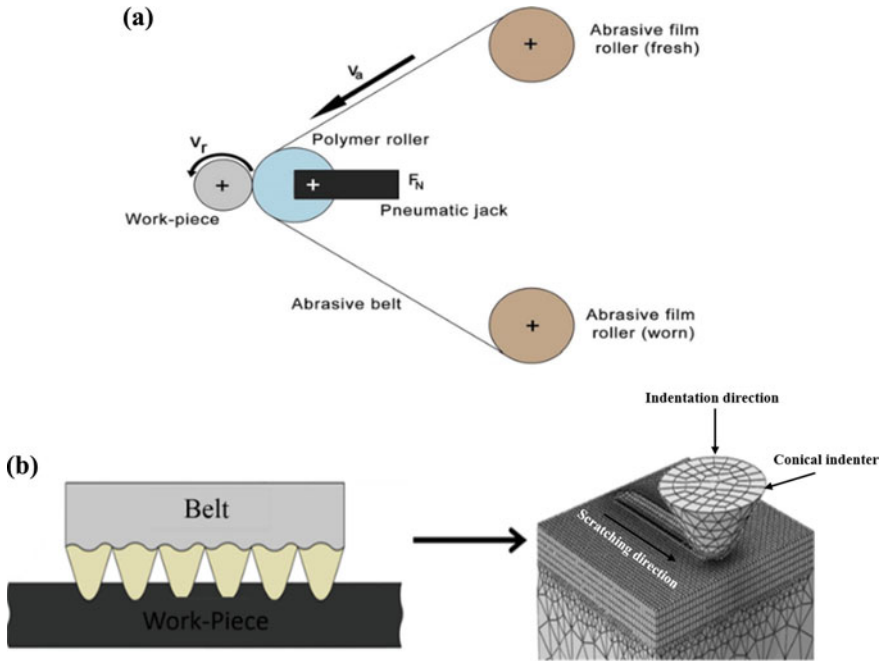 (a)
Abrasive film
roller (fresh)
Va
Polymer roller
Vr
FN
Pneumatic jack
Work-piece
Abrasive belt
Abrasive film
roller (worn)
Indentation direction
(b)
Conical indenter
Belt
Scratching direction
Work-Piece